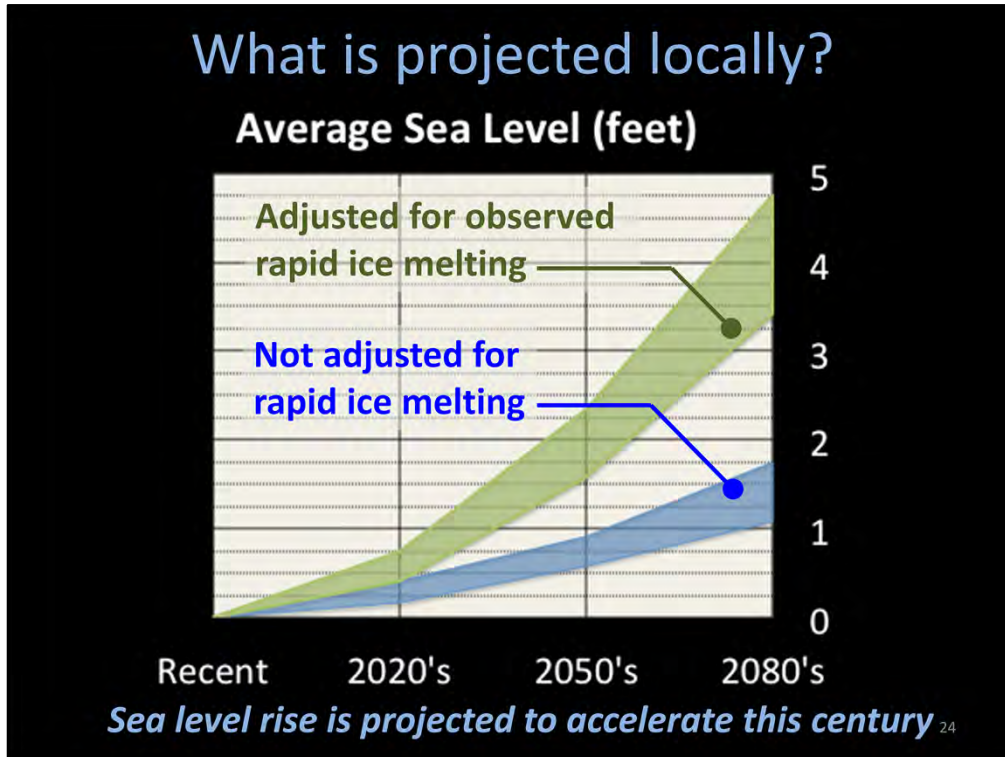 What is projected locally?
Average Sea Level (feet)
5
Adjusted for observed
rapid ice melting
4
Not adjusted for
rapid ice melting
3
2
1
0
Recent 2020's 2050's 2080's
Sea level rise is projected to accelerate this century 24